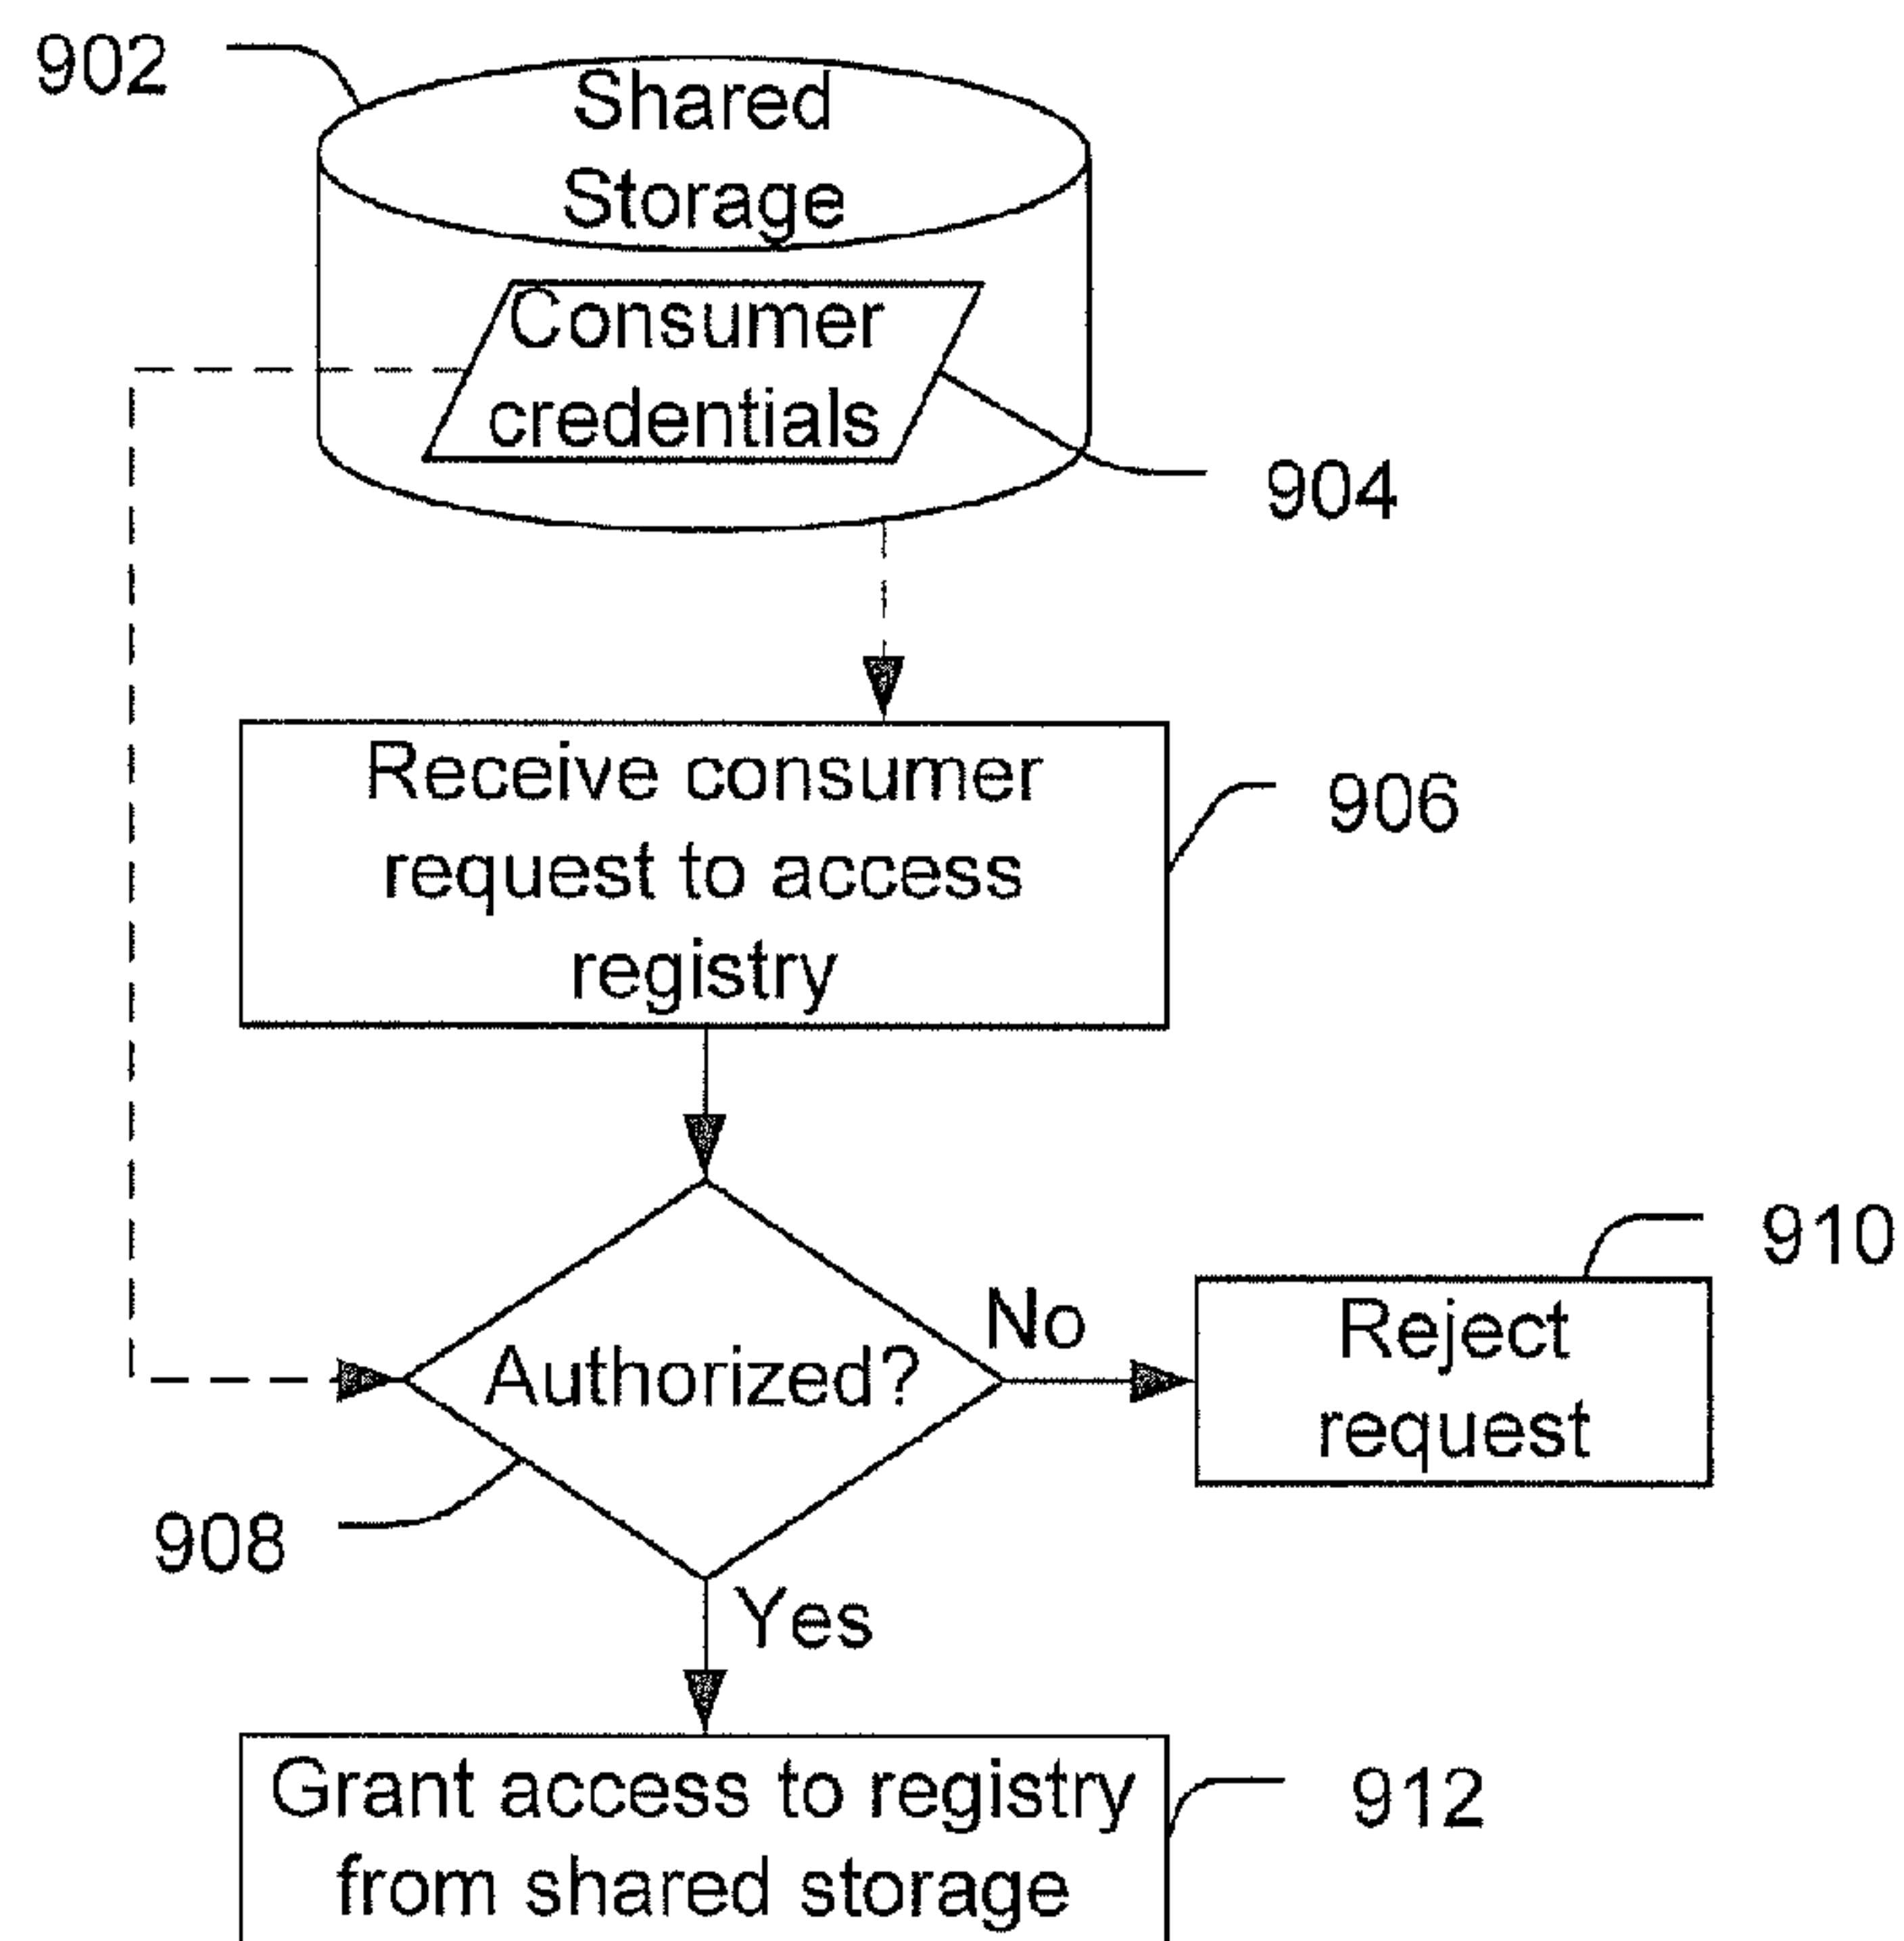 902
Shared
Storage
Consumer
credentials
904
Receive consumer
request to access
registry
906
Authorized?
No
910
Reject
request
908
Yes
Grant access to registry
from shared storage
912